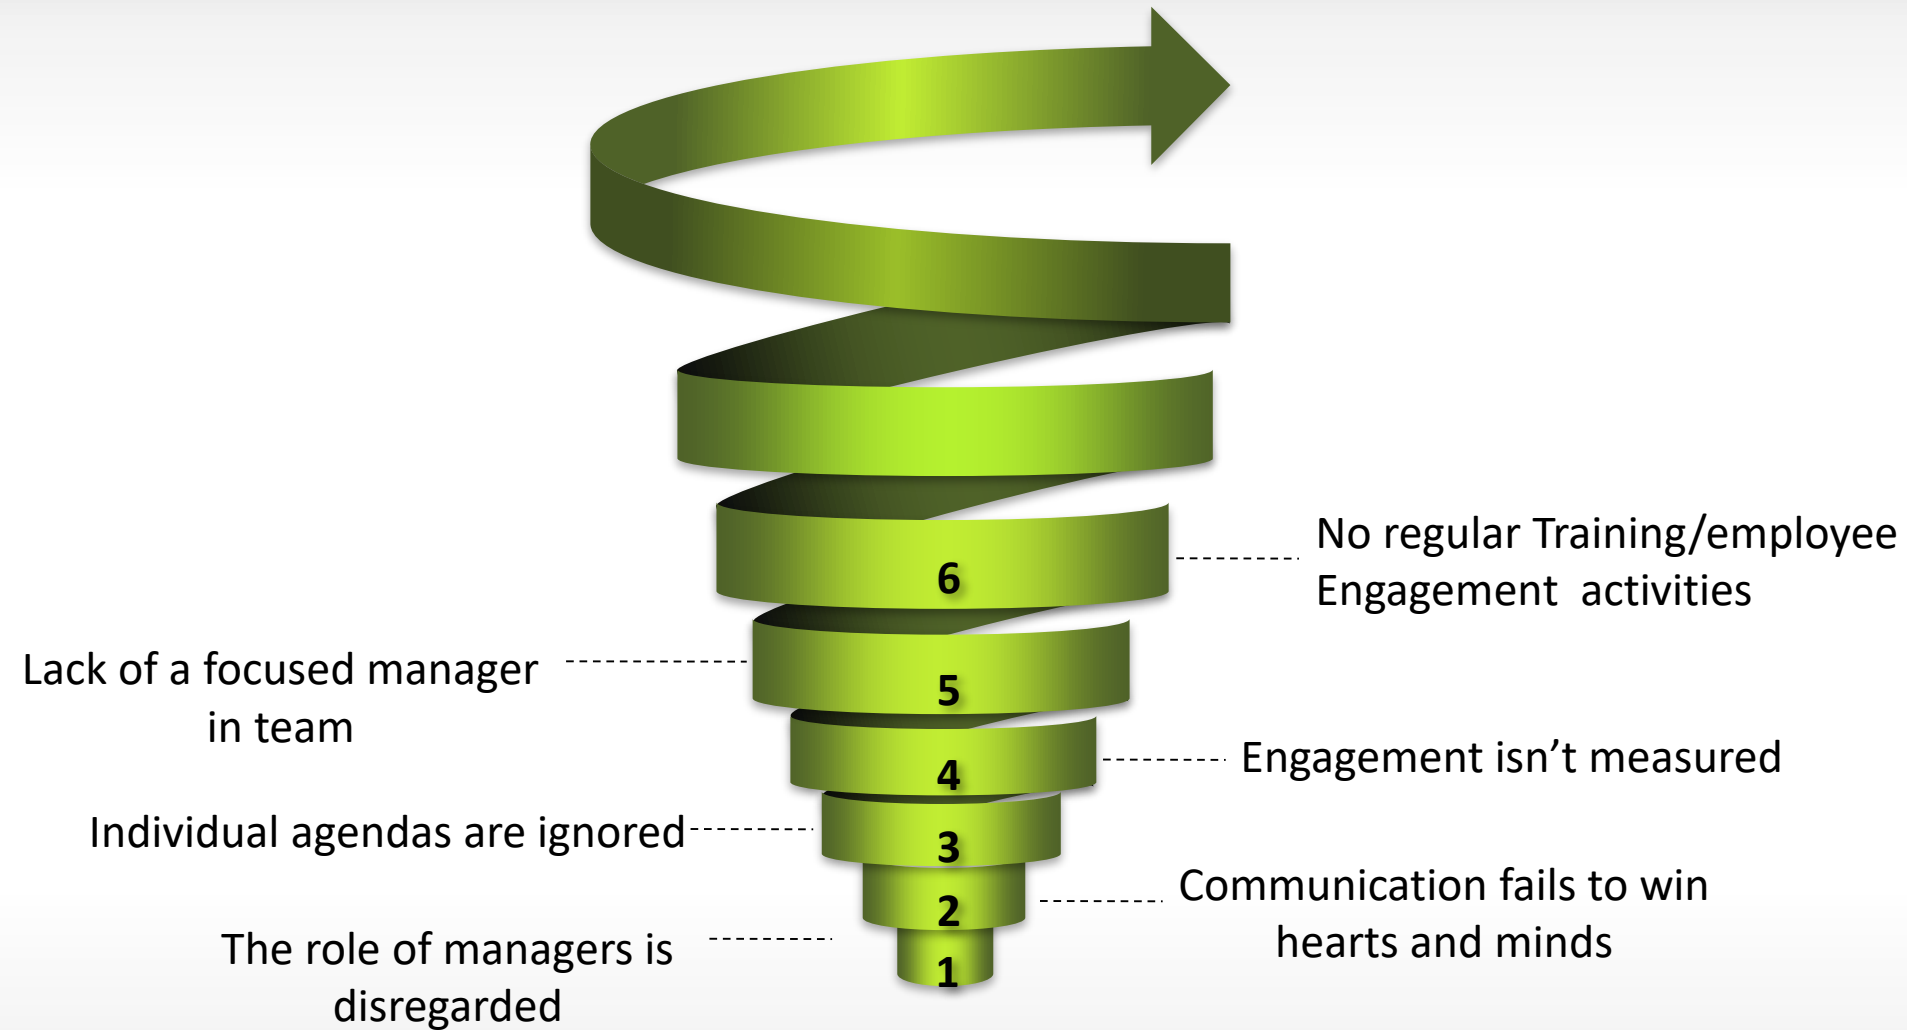 6
No regular Training/employee
Engagement  activities
Lack of a focused manager
in team
5
4
Engagement isn’t measured
Individual agendas are ignored
3
2
Communication fails to win
hearts and minds
The role of managers is
disregarded
1